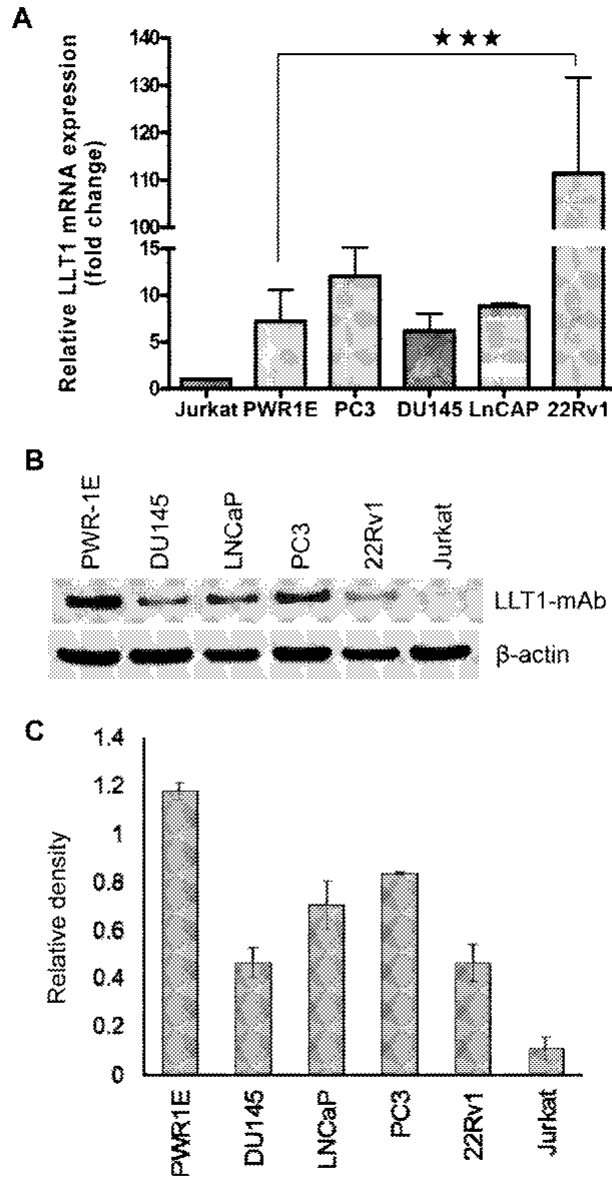 A
★★★
Relative LLT1 mRNA expression
(fold change)
140
130
120
110
100
15
10
5
0
Jurkat PWR1E PC3 DU145 LnCAP 22Rv1
B
PWR-1E DU145 LNCaP PC3 22Rv1 Jurkat
LLT1-mAb
β-actin
C
Relative density
1.4
1.2
1
0.8
0.6
0.4
0.2
0
PWR1E DU145 LNCaP PC3 22Rv1 Jurkat